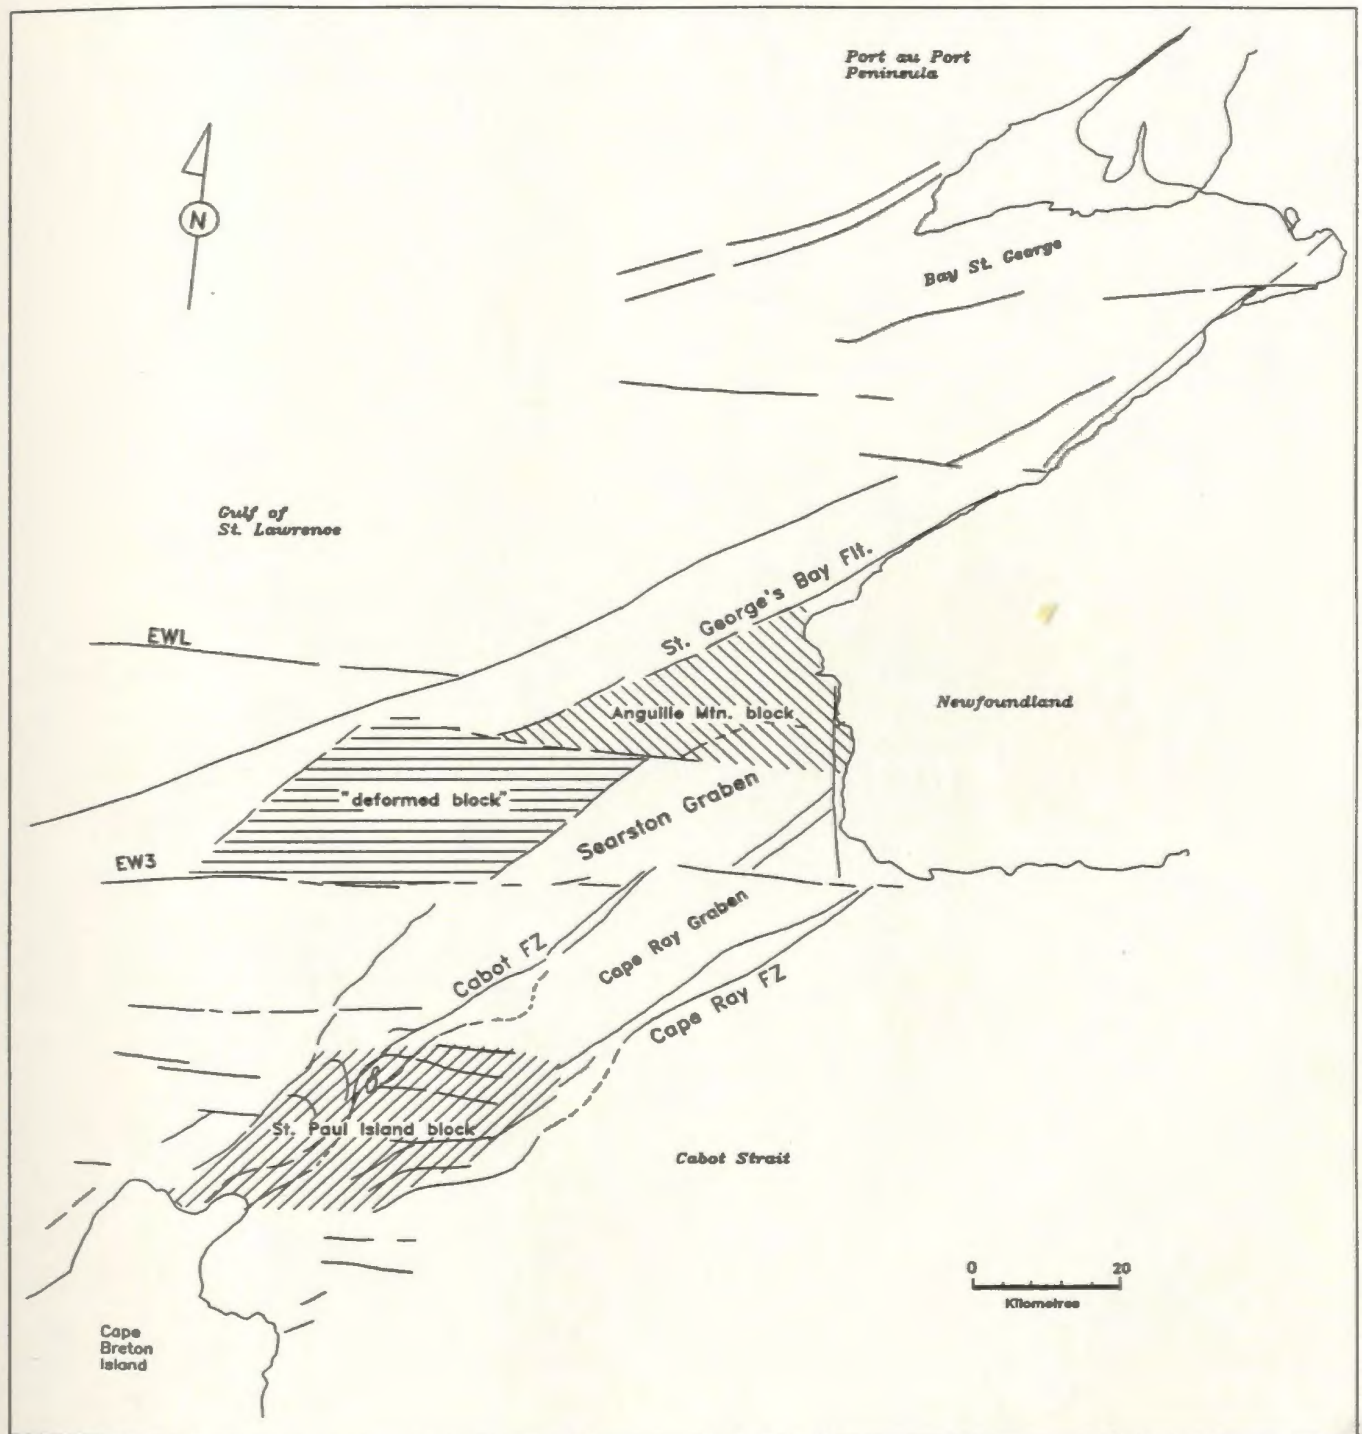 Port au Port
Peninsula
N
Bay St. George
Gulf of
St. Lawrence
St. George's Bay Flt.
EWL
Newfoundland
Anguille Mtn. block
"deformed block"
Searston Graben
EW3
Cabot FZ
Cape Ray Graben
Cape Ray FZ
St. Paul Island block
Cabot Strait
0 20
Kilometres
Cape
Breton
Island